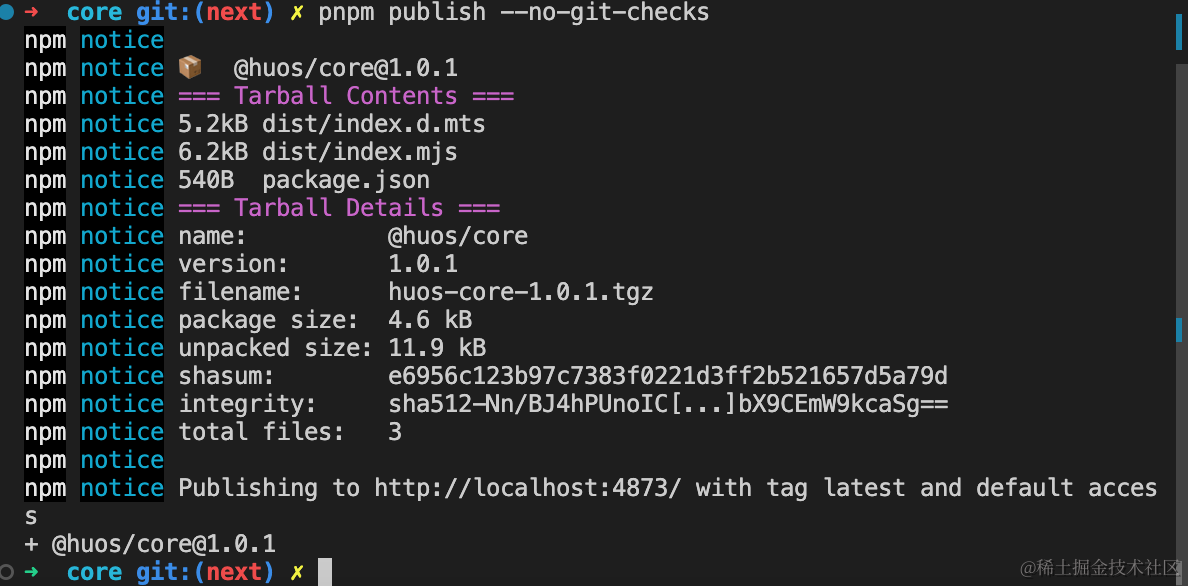 ➜ core git:(next) ✗ pnpm publish --no-git-checks
npm notice
npm notice 📦 @huos/core@1.0.1
npm notice === Tarball Contents ===
npm notice 5.2kB dist/index.d.mts
npm notice 6.2kB dist/index.mjs
npm notice 540B package.json
npm notice === Tarball Details ===
npm notice name: @huos/core
npm notice version: 1.0.1
npm notice filename: huos-core-1.0.1.tgz
npm notice package size: 4.6 kB
npm notice unpacked size: 11.9 kB
npm notice shasum: e6956c123b97c7383f0221d3ff2b521657d5a79d
npm notice integrity: sha512-Nn/BJ4hPUnoIC[...]bX9CEmW9kcaSg==
npm notice total files: 3
npm notice
npm notice Publishing to http://localhost:4873/ with tag latest and default acces
s
+ @huos/core@1.0.1
➜ core git:(next) ✗
@稀土掘金技术社区